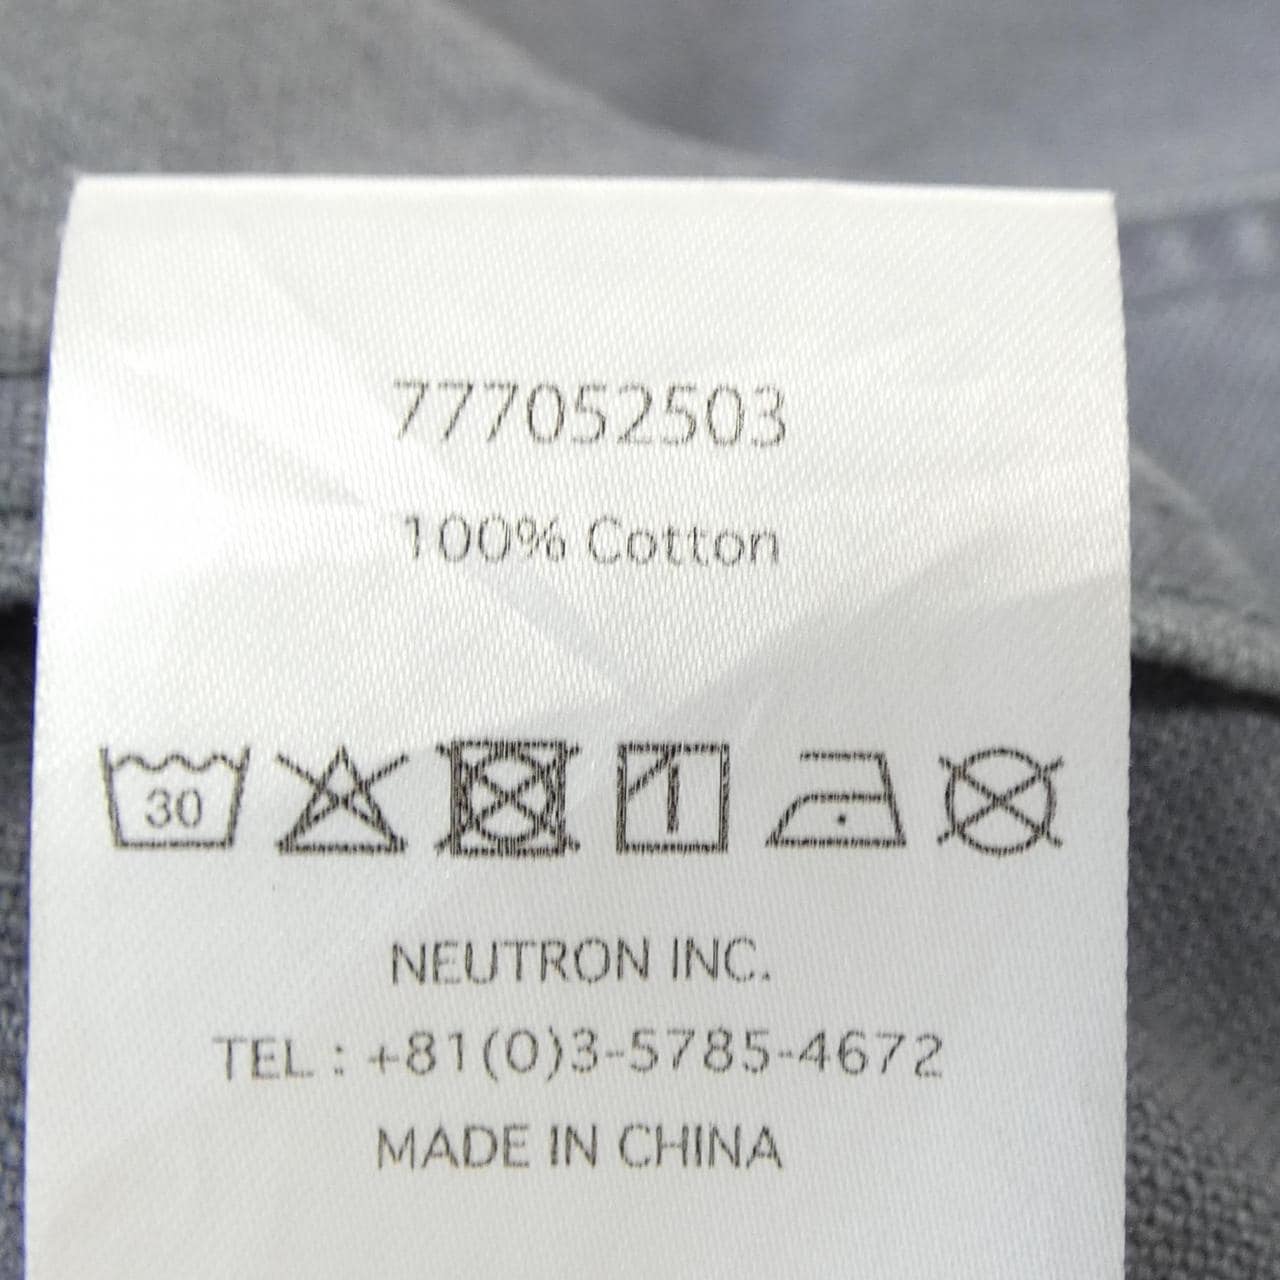 777052503
100% Cotton
30
NEUTRON INC.
TEL : +81(0)3-5785-4672
MADE IN CHINA